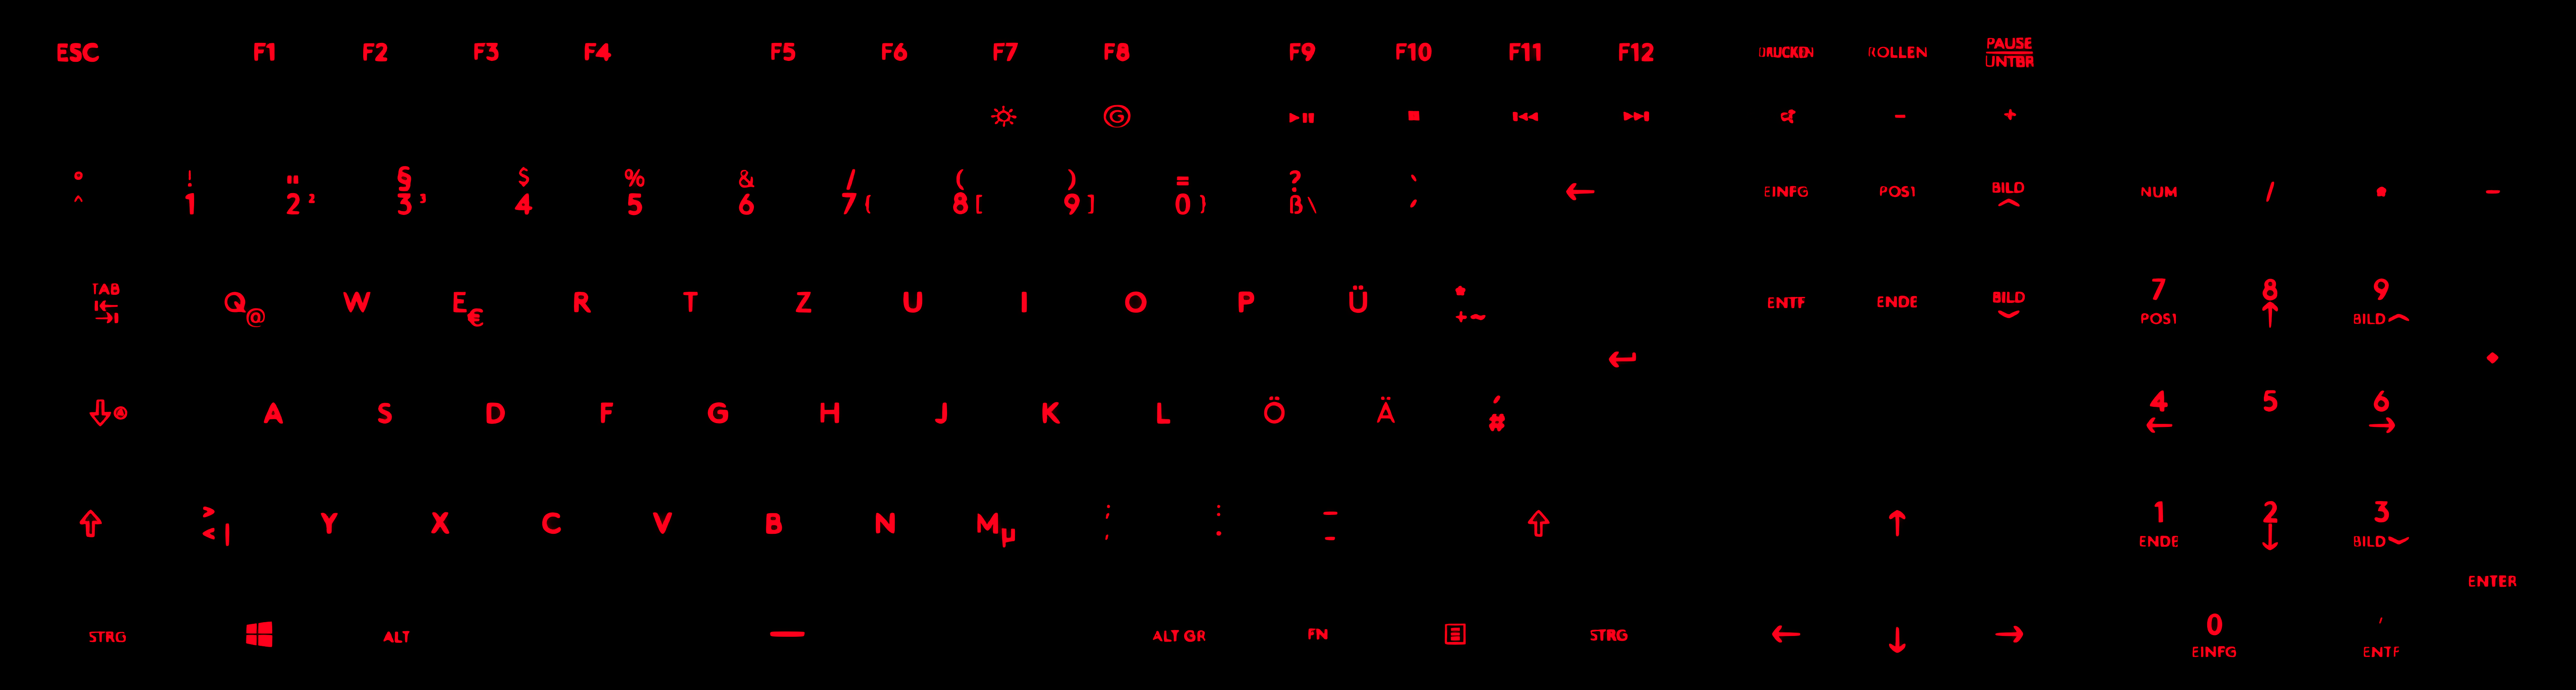 ESC F1 F2 F3 F4 F5 F6 F7 F8 F9 F10 F11 F12 DRUCKEN ROLLEN PAUSE
UNTBR
G - +
° ! " § $ % & / ( ) = ? `
^ 1 2 ² 3 ³ 4 5 6 7 { 8 [ 9 ] 0 } ß \ ´ ← EINFG POS1 BILD NUM / * -
TAB Q @ W E € R T Z U I O P Ü * + ~ ENTF ENDE BILD 7 8 9
POS1 ↑ BILD
↵ +
A A S D F G H J K L Ö Ä ' # 4 5 6
← →
> < | Y X C V B N M µ ; , : . _ - ↑ 1 2 3
ENDE ↓ BILD
ENTER
STRG ALT ALT GR FN STRG ← ↓ → 0 ,
EINFG ENTF